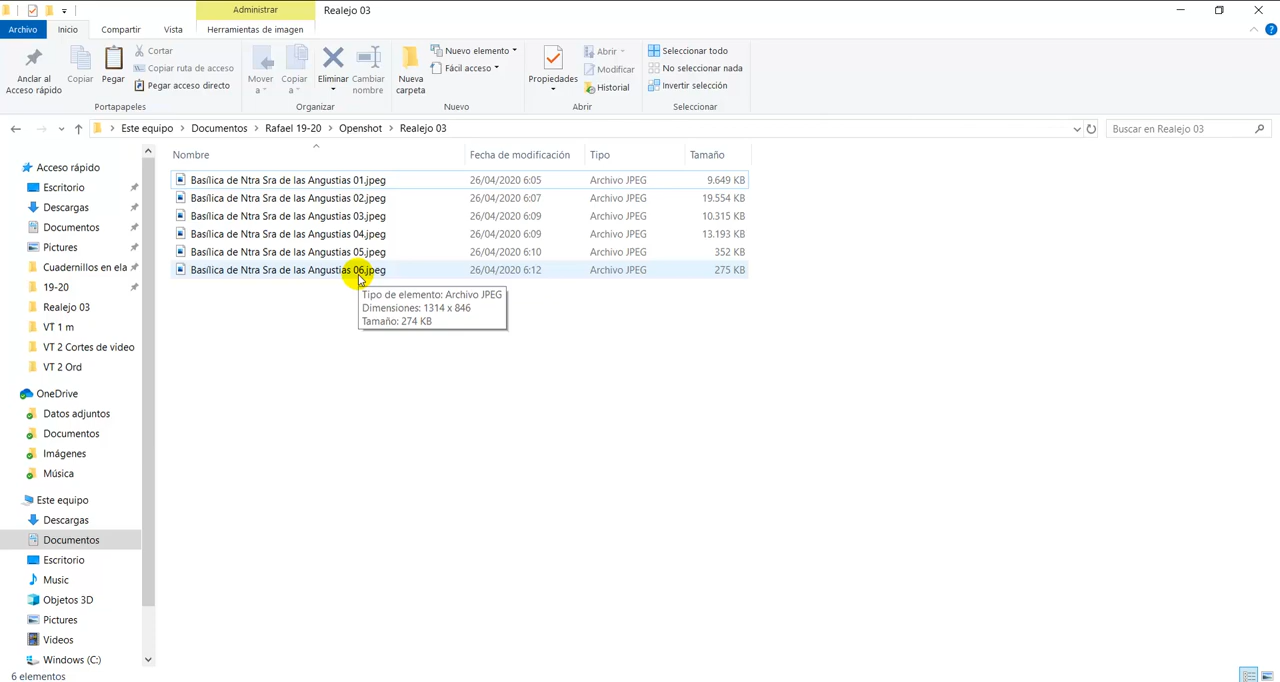 Administrar
Realejo 03
Archivo
Inicio
Compartir
Vista
Herramientas de imagen
Anclar al
Acceso rápido
Copiar
Pegar
Cortar
Copiar ruta de acceso
Pegar acceso directo
Portapapeles
Mover
a
Copiar
a
Eliminar
Cambiar
nombre
Organizar
Nueva
carpeta
Nuevo elemento
Fácil acceso
Nuevo
Propiedades
Abrir
Modificar
Historial
Abrir
Seleccionar todo
No seleccionar nada
Invertir selección
Seleccionar
Este equipo > Documentos > Rafael 19-20 > Openshot > Realejo 03
Buscar en Realejo 03
Nombre Fecha de modificación Tipo Tamaño
Basílica de Ntra Sra de las Angustias 01.jpeg 26/04/2020 6:05 Archivo JPEG 9.649 KB
Basílica de Ntra Sra de las Angustias 02.jpeg 26/04/2020 6:07 Archivo JPEG 19.554 KB
Basílica de Ntra Sra de las Angustias 03.jpeg 26/04/2020 6:09 Archivo JPEG 10.315 KB
Basílica de Ntra Sra de las Angustias 04.jpeg 26/04/2020 6:09 Archivo JPEG 13.193 KB
Basílica de Ntra Sra de las Angustias 05.jpeg 26/04/2020 6:10 Archivo JPEG 352 KB
Basílica de Ntra Sra de las Angustias 06.jpeg 26/04/2020 6:12 Archivo JPEG 275 KB
Tipo de elemento: Archivo JPEG
Dimensiones: 1314 x 846
Tamaño: 274 KB
Acceso rápido
Escritorio
Descargas
Documentos
Pictures
Cuadernillos en ela
19-20
Realejo 03
VT 1 m
VT 2 Cortes de video
VT 2 Ord
OneDrive
Datos adjuntos
Documentos
Imágenes
Música
Este equipo
Descargas
Documentos
Escritorio
Music
Objetos 3D
Pictures
Videos
Windows (C:)
6 elementos